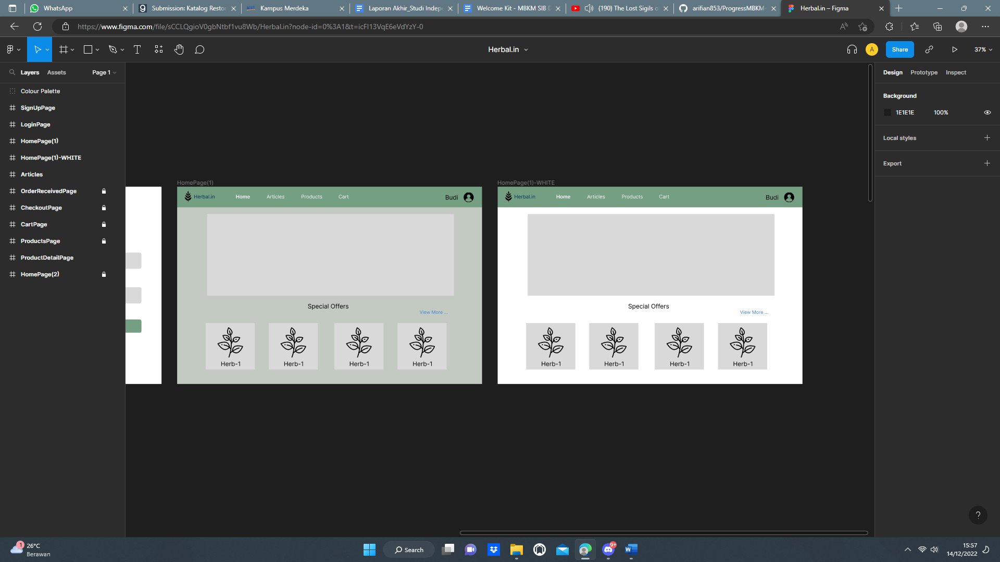 WhatsApp
Submission: Katalog Resto
Kampus Merdeka
Laporan Akhir_Studi Indep
Welcome Kit - MBKM SIB D
(190) The Lost Sigils o
arifian853/ProgressMBKM-
Herbal.in – Figma
https://www.figma.com/file/sCCLQgioV0gbNtbf1vu8Wb/Herbal.in?node-id=0%3A1&t=icFl13VqE6eVdYzY-0
Herbal.in
A
Share
37%
Layers
Assets
Page 1
Colour Palette
SignUpPage
LoginPage
HomePage(1)
HomePage(1)-WHITE
Articles
OrderReceivedPage
CheckoutPage
CartPage
ProductsPage
ProductDetailPage
HomePage(2)
HomePage(1)
Herbal.in
Home
Articles
Products
Cart
Budi
Special Offers
View More ...
Herb-1
Herb-1
Herb-1
Herb-1
HomePage(1)-WHITE
Herbal.in
Home
Articles
Products
Cart
Budi
Special Offers
View More ...
Herb-1
Herb-1
Herb-1
Herb-1
Design
Prototype
Inspect
Background
1E1E1E
100%
Local styles
Export
?
1
26°C
Berawan
Search
9+
15:57
14/12/2022